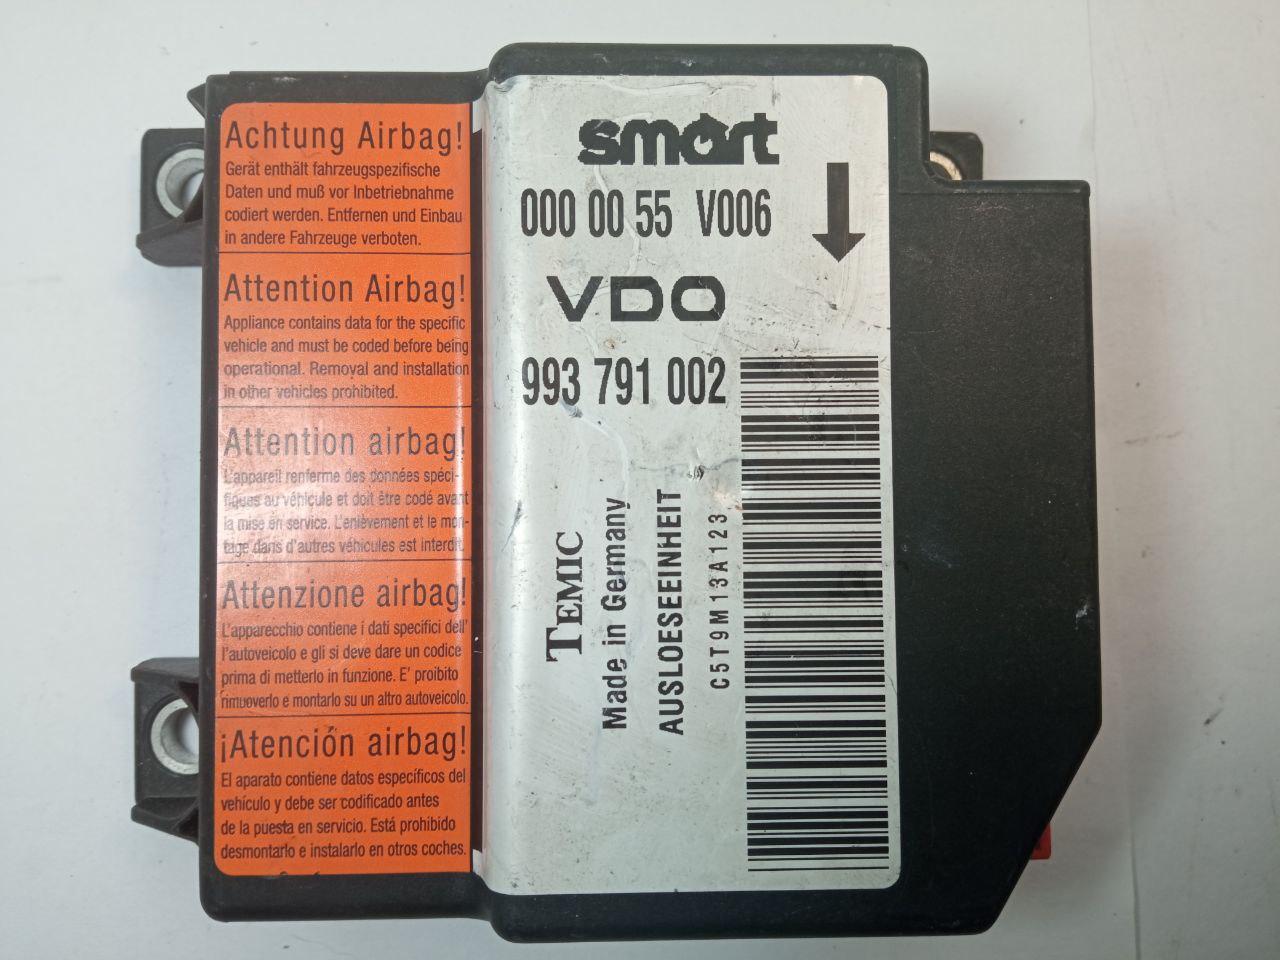 Achtung Airbag!
Gerät enthält fahrzeugspezifische
Daten und muß vor Inbetriebnahme
codiert werden. Entfernen und Einbau
in andere Fahrzeuge verboten.
Attention Airbag!
Appliance contains data for the specific
vehicle and must be coded before being
operational. Removal and installation
in other vehicles prohibited.
Attention airbag!
L'appareil renferme des données spéci-
fiques au véhicule et doit être codé avant
la mise en service. L'enlèvement et le mon-
tage dans d'autres véhicules est interdit.
Attenzione airbag!
L'apparecchio contiene i dati specifici dell'
l'autoveicolo e gli si deve dare un codice
prima di metterlo in funzione. E' proibito
rimuoverlo e montarlo su un altro autoveicolo.
¡Atención airbag!
El aparato contiene datos específicos del
vehículo y debe ser codificado antes
de la puesta en servicio. Está prohibido
desmontarlo e instalarlo en otros coches.
smart
000 00 55 V006
VDO
993 791 002
TEMIC
Made in Germany
AUSLOESEEINHEIT
C5T9M13A123